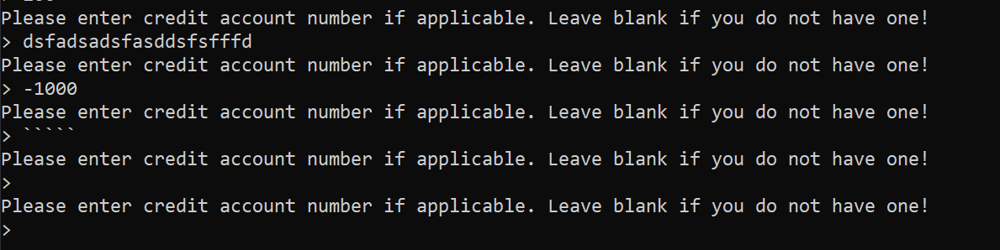 Please enter credit account number if applicable. Leave blank if you do not have one!
> dsfadsadsfasddsfsfffd
Please enter credit account number if applicable. Leave blank if you do not have one!
> -1000
Please enter credit account number if applicable. Leave blank if you do not have one!
> `````
Please enter credit account number if applicable. Leave blank if you do not have one!
>
Please enter credit account number if applicable. Leave blank if you do not have one!
>